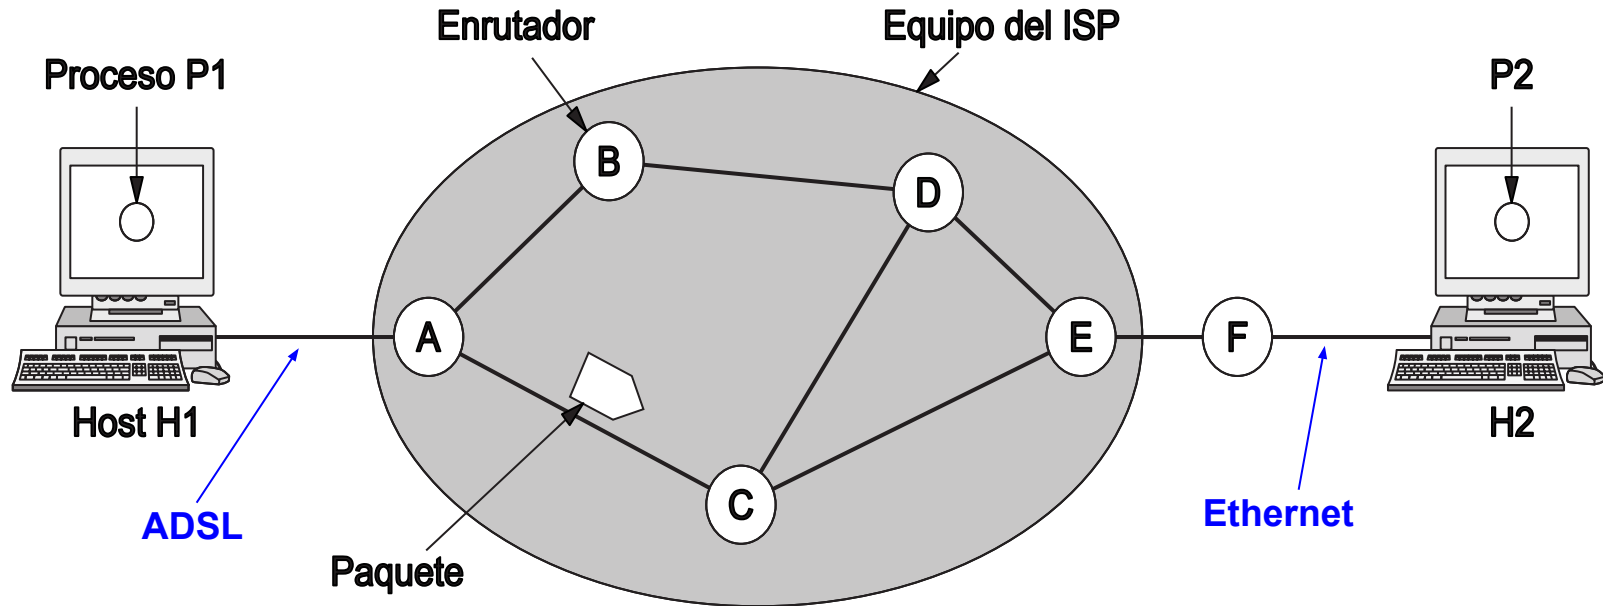 Enrutador
Equipo del ISP
Proceso P1
P2
B
D
A
E
F
Host H1
H2
C
ADSL
Ethernet
Paquete